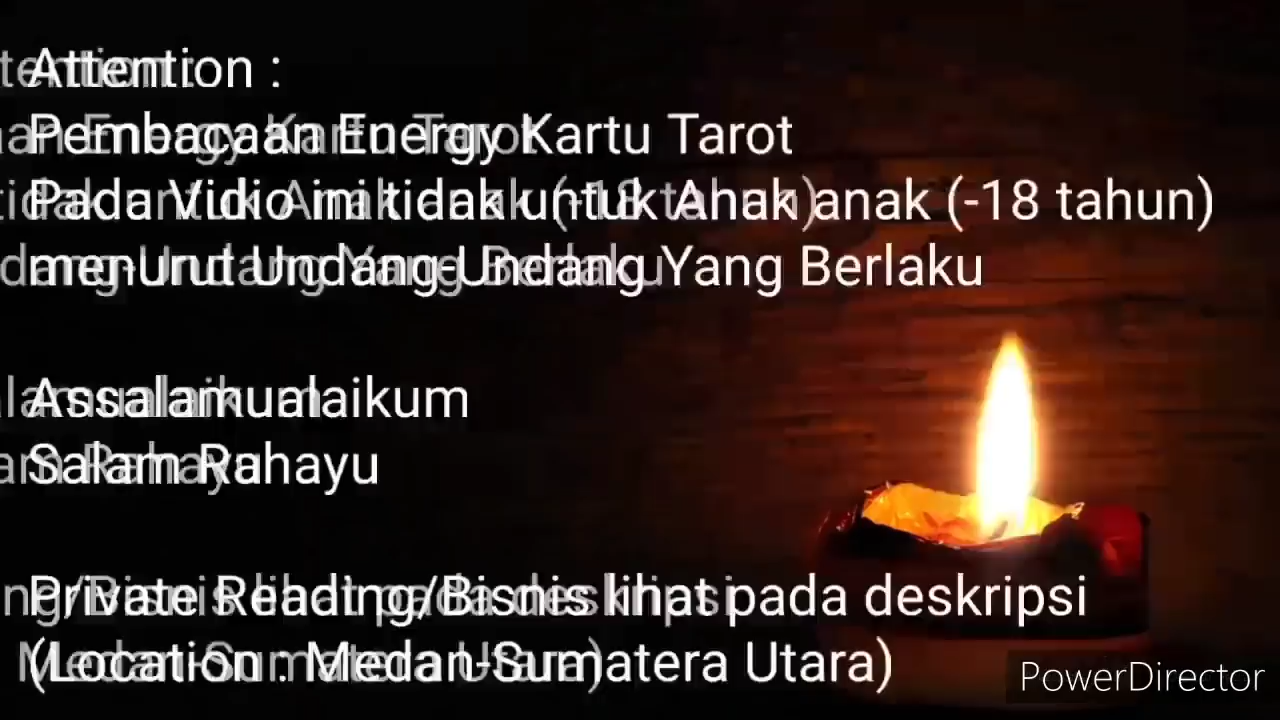 Attention :
Pembacaan Energy Kartu Tarot
Pada Vidio ini tidak untuk Anak anak (-18 tahun)
menurut Undang-Undang Yang Berlaku
Assalamualaikum
Salam Rahayu
Private Reading/Bisnis lihat pada deskripsi
(Location : Medan-Sumatera Utara)
PowerDirector